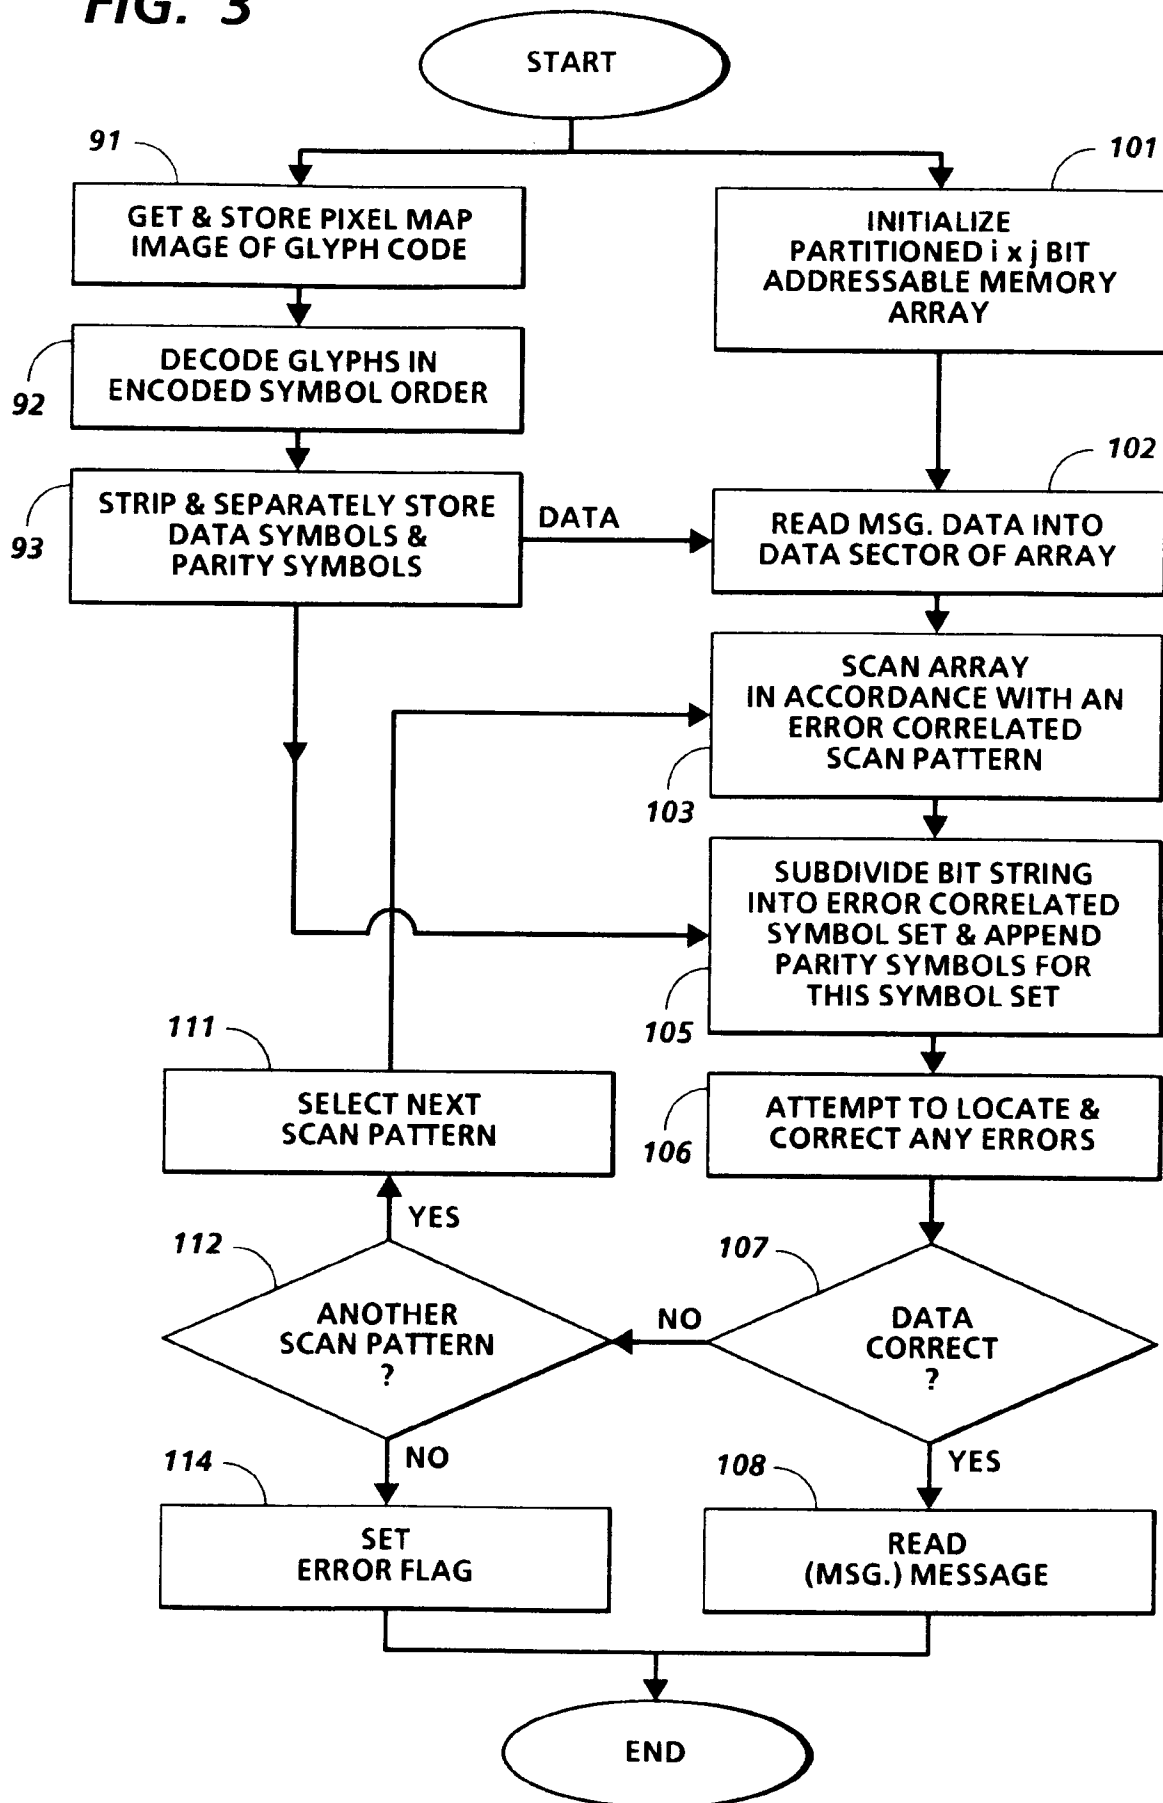 FIG. 3
START
91
101
GET & STORE PIXEL MAP
IMAGE OF GLYPH CODE
INITIALIZE
PARTITIONED i x j BIT
ADDRESSABLE MEMORY
ARRAY
DECODE GLYPHS IN
ENCODED SYMBOL ORDER
92
102
STRIP & SEPARATELY STORE
DATA SYMBOLS &
PARITY SYMBOLS
93
DATA
READ MSG. DATA INTO
DATA SECTOR OF ARRAY
SCAN ARRAY
IN ACCORDANCE WITH AN
ERROR CORRELATED
SCAN PATTERN
103
SUBDIVIDE BIT STRING
INTO ERROR CORRELATED
SYMBOL SET & APPEND
PARITY SYMBOLS FOR
THIS SYMBOL SET
105
111
SELECT NEXT
SCAN PATTERN
ATTEMPT TO LOCATE &
CORRECT ANY ERRORS
106
YES
112
107
ANOTHER
SCAN PATTERN
?
NO
DATA
CORRECT
?
NO
YES
114
108
SET
ERROR FLAG
READ
(MSG.) MESSAGE
END